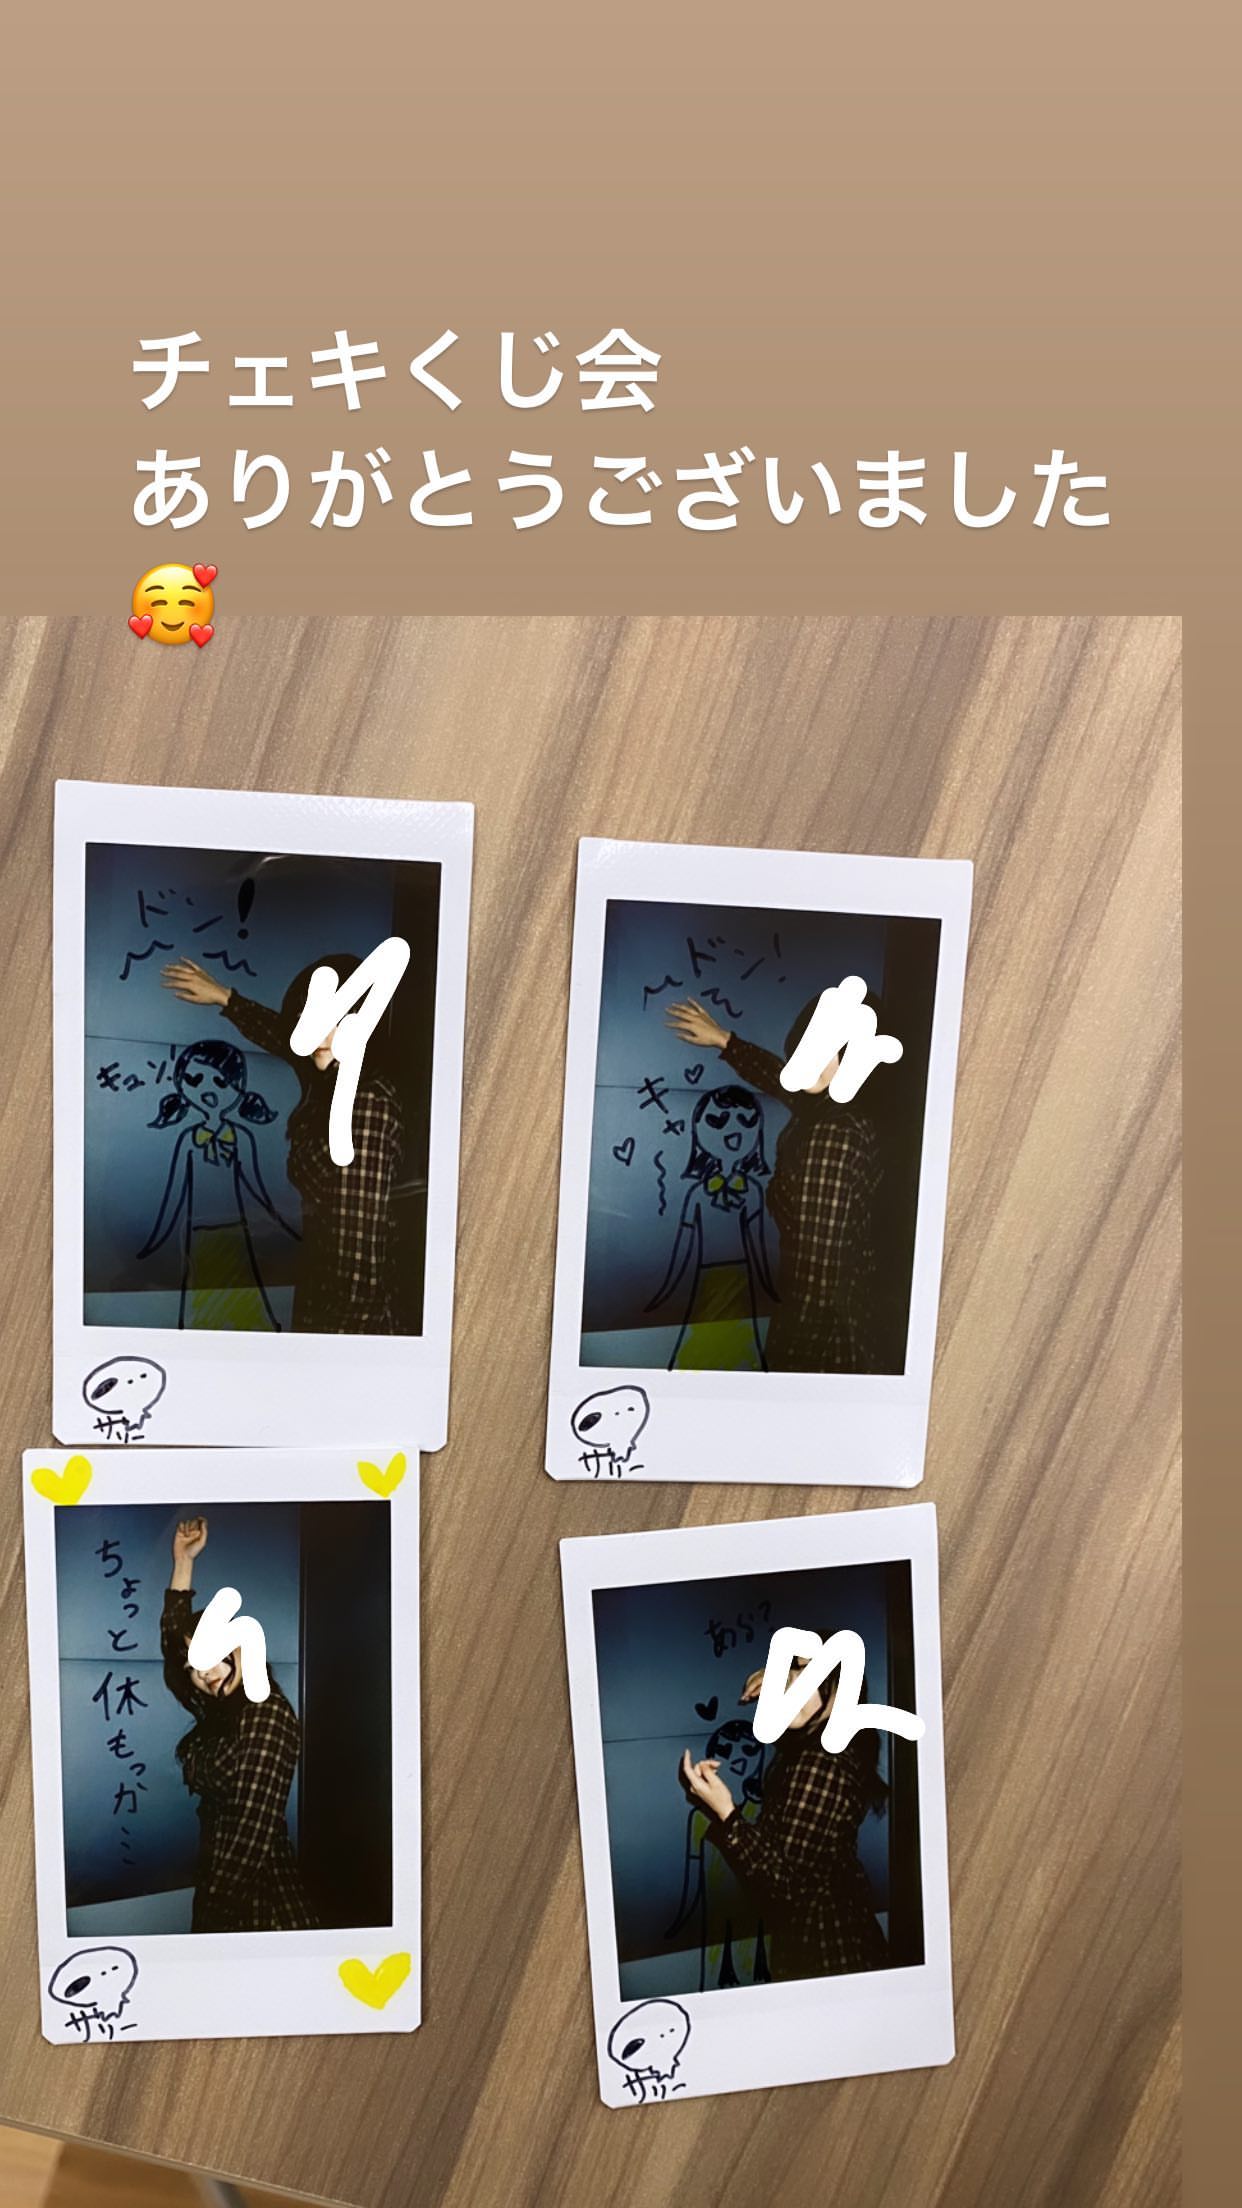 チェキくじ会
ありがとうございました
ドン!
キュン!
サリー
ドン!
キャ
サリー
ちょっと休もっか…
サリー
あら?
サリー